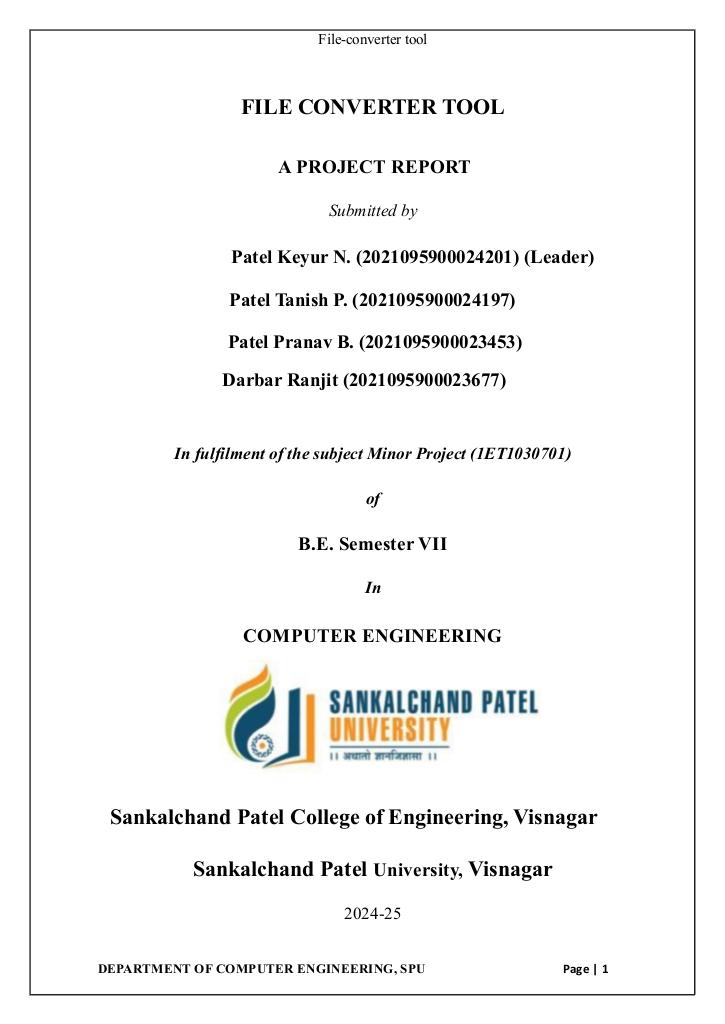 File-converter tool
FILE CONVERTER TOOL
A PROJECT REPORT
Submitted by
Patel Keyur N. (2021095900024201) (Leader)
Patel Tanish P. (2021095900024197)
Patel Pranav B. (2021095900023453)
Darbar Ranjit (2021095900023677)
In fulfilment of the subject Minor Project (1ET1030701)
of
B.E. Semester VII
In
COMPUTER ENGINEERING
SANKALCHAND PATEL
UNIVERSITY
।। अथातो ज्ञानजिज्ञासा ।।
Sankalchand Patel College of Engineering, Visnagar
Sankalchand Patel University, Visnagar
2024-25
DEPARTMENT OF COMPUTER ENGINEERING, SPU Page | 1